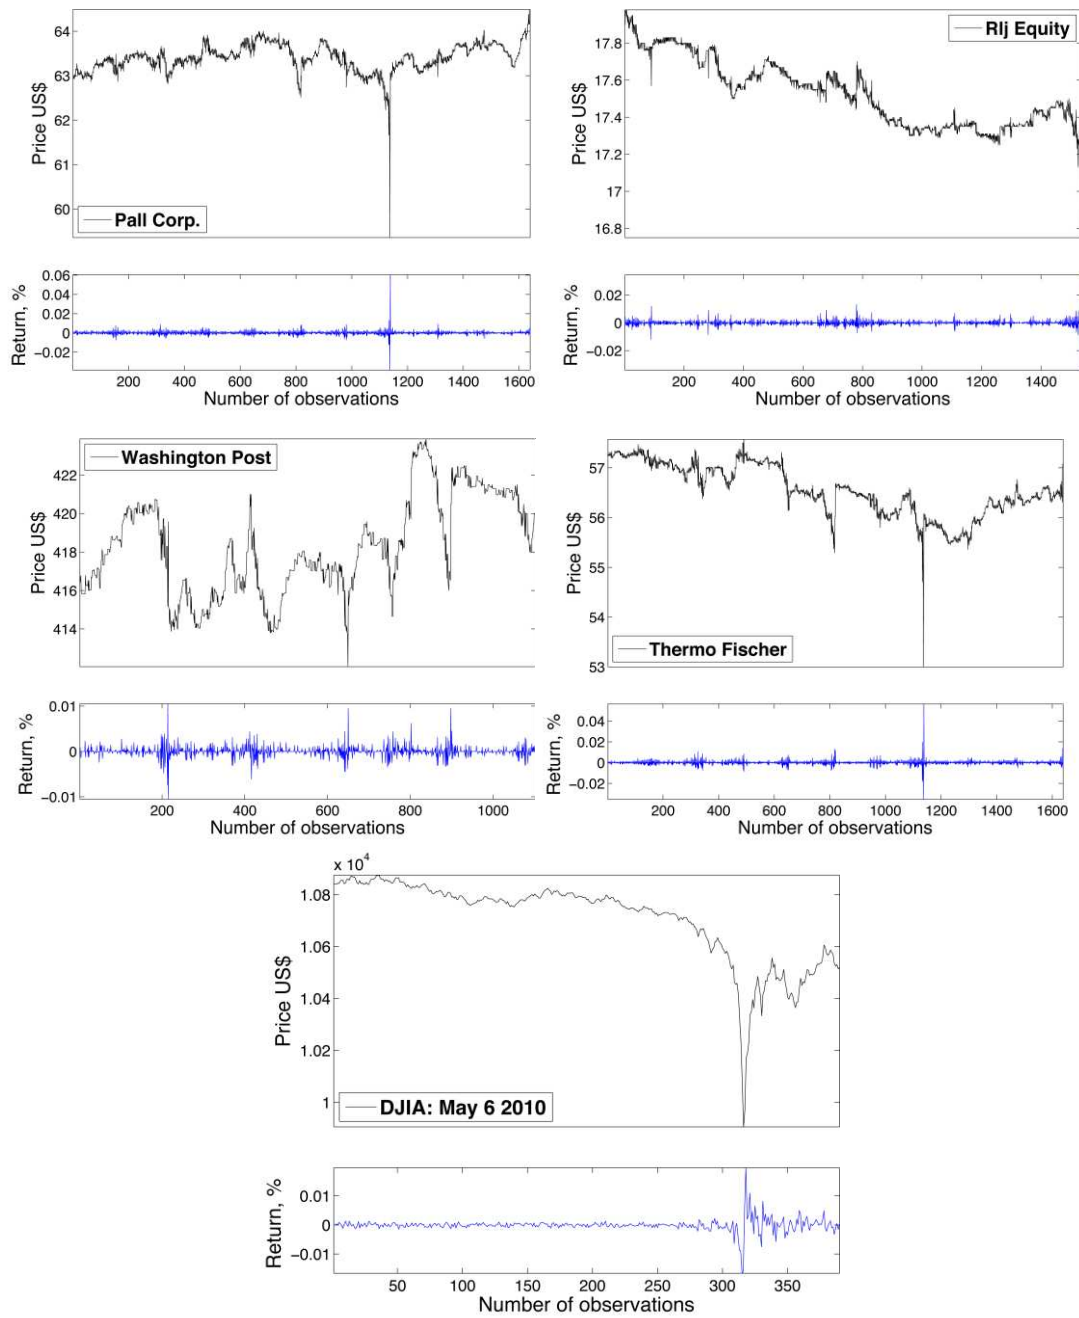 64
63
62
61
60
Price US$
Pall Corp.
0.06
0.04
0.02
0
−0.02
Return, %
200 400 600 800 1000 1200 1400 1600
Number of observations
17.8
17.6
17.4
17.2
17
16.8
Price US$
Rlj Equity
0.02
0
−0.02
Return, %
200 400 600 800 1000 1200 1400
Number of observations
422
420
418
416
414
Price US$
Washington Post
0.01
0
−0.01
Return, %
200 400 600 800 1000
Number of observations
57
56
55
54
53
Price US$
Thermo Fischer
0.04
0.02
0
−0.02
Return, %
200 400 600 800 1000 1200 1400 1600
Number of observations
x 10⁴
1.08
1.06
1.04
1.02
1
Price US$
DJIA: May 6 2010
0.01
0
−0.01
Return, %
50 100 150 200 250 300 350
Number of observations